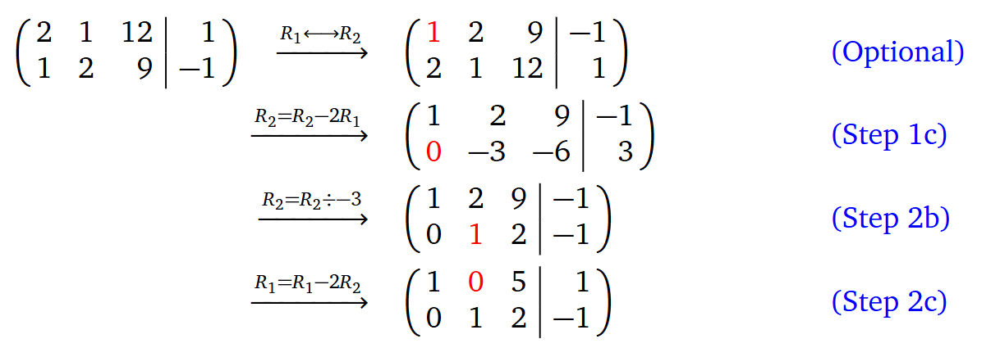 ( 2 1 12 | 1 ) R₁⟷R₂ ( 1 2 9 | −1 ) (Optional)
( 1 2 9 | −1 ) ( 2 1 12 | 1 )
R₂=R₂−2R₁ ( 1 2 9 | −1 ) (Step 1c)
( 0 −3 −6 | 3 )
R₂=R₂÷−3 ( 1 2 9 | −1 ) (Step 2b)
( 0 1 2 | −1 )
R₁=R₁−2R₂ ( 1 0 5 | 1 ) (Step 2c)
( 0 1 2 | −1 )